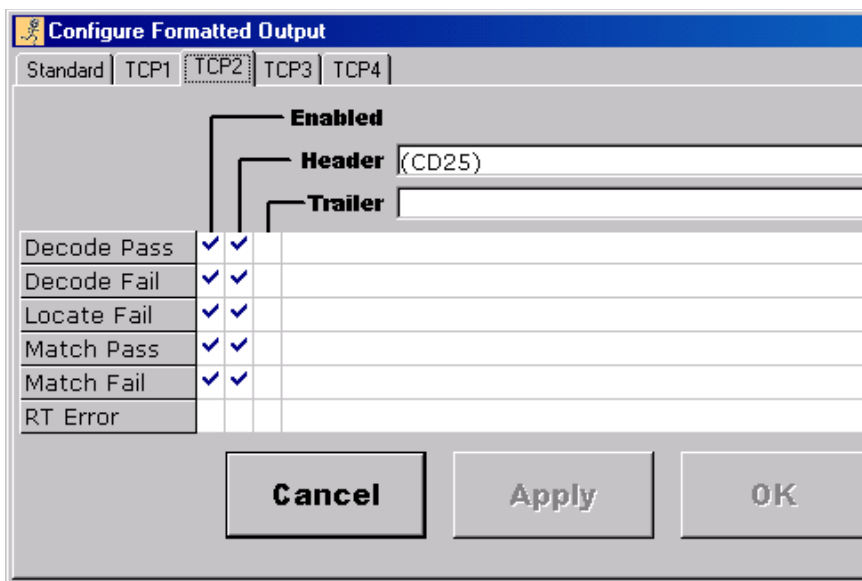 Configure Formatted Output
Standard TCP1 TCP2 TCP3 TCP4
Enabled
Header (CD25)
Trailer
Decode Pass
Decode Fail
Locate Fail
Match Pass
Match Fail
RT Error
Cancel Apply OK